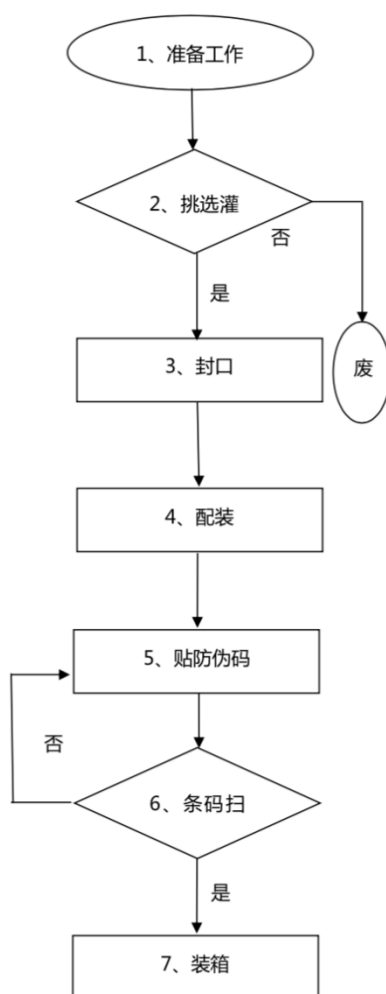 1、准备工作
2、挑选灌
否
是
3、封口
废
4、配装
5、贴防伪码
否
6、条码扫
是
7、装箱